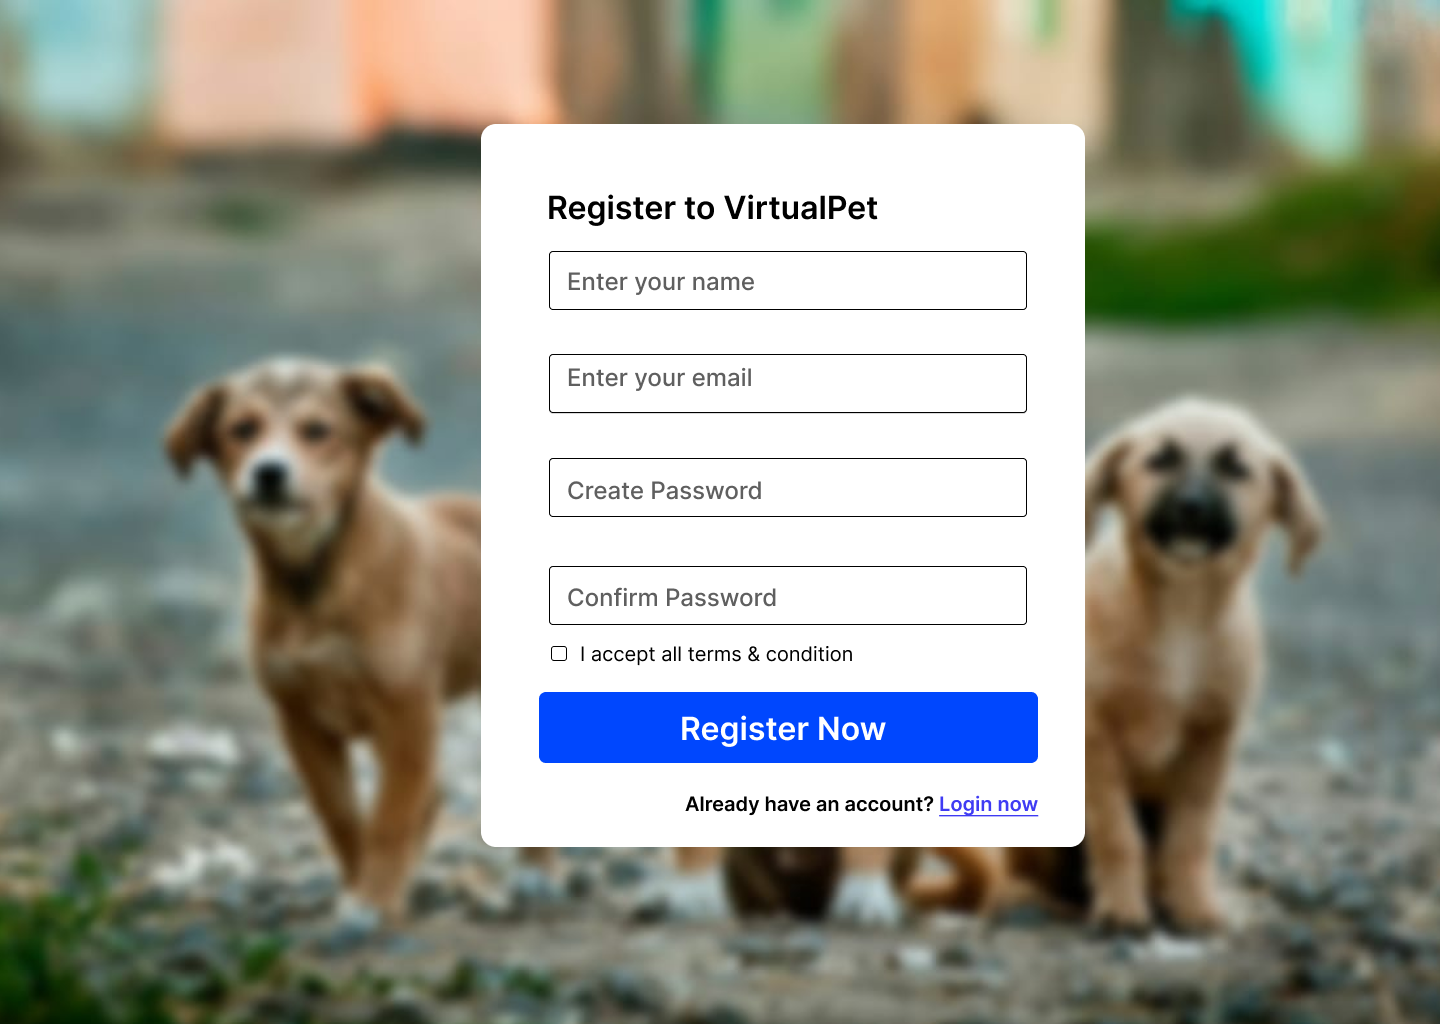 Register to VirtualPet
Enter your name
Enter your email
Create Password
Confirm Password
I accept all terms & condition
Register Now
Already have an account? Login now